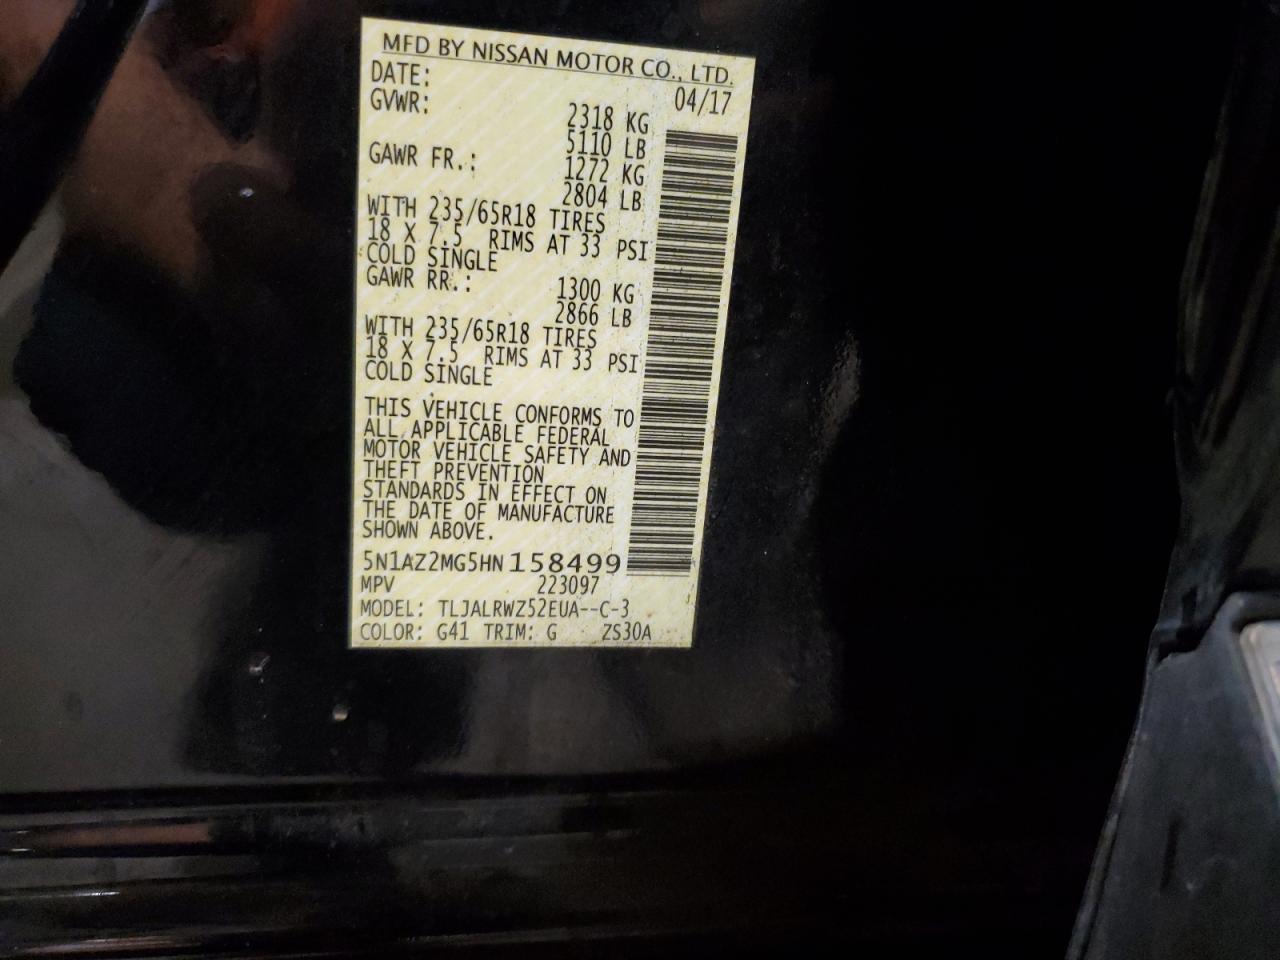 MFD BY NISSAN MOTOR CO., LTD.
DATE: 04/17
GVWR: 2318 KG
5110 LB
GAWR FR.: 1272 KG
2804 LB
WITH 235/65R18 TIRES
18 X 7.5 RIMS AT 33 PSI
COLD SINGLE
GAWR RR.: 1300 KG
2866 LB
WITH 235/65R18 TIRES
18 X 7.5 RIMS AT 33 PSI
COLD SINGLE
THIS VEHICLE CONFORMS TO
ALL APPLICABLE FEDERAL
MOTOR VEHICLE SAFETY AND
THEFT PREVENTION
STANDARDS IN EFFECT ON
THE DATE OF MANUFACTURE
SHOWN ABOVE.
5N1AZ2MG5HN158499
MPV 223097
MODEL: TLJALRWZ52EUA--C-3
COLOR: G41 TRIM: G ZS30A